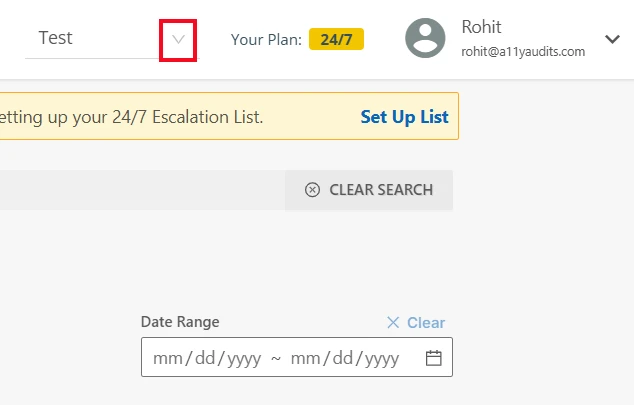 Test
Your Plan: 24/7
Rohit
rohit@a11yaudits.com
etting up your 24/7 Escalation List.
Set Up List
CLEAR SEARCH
Date Range
Clear
mm/dd/yyyy ~ mm/dd/yyyy